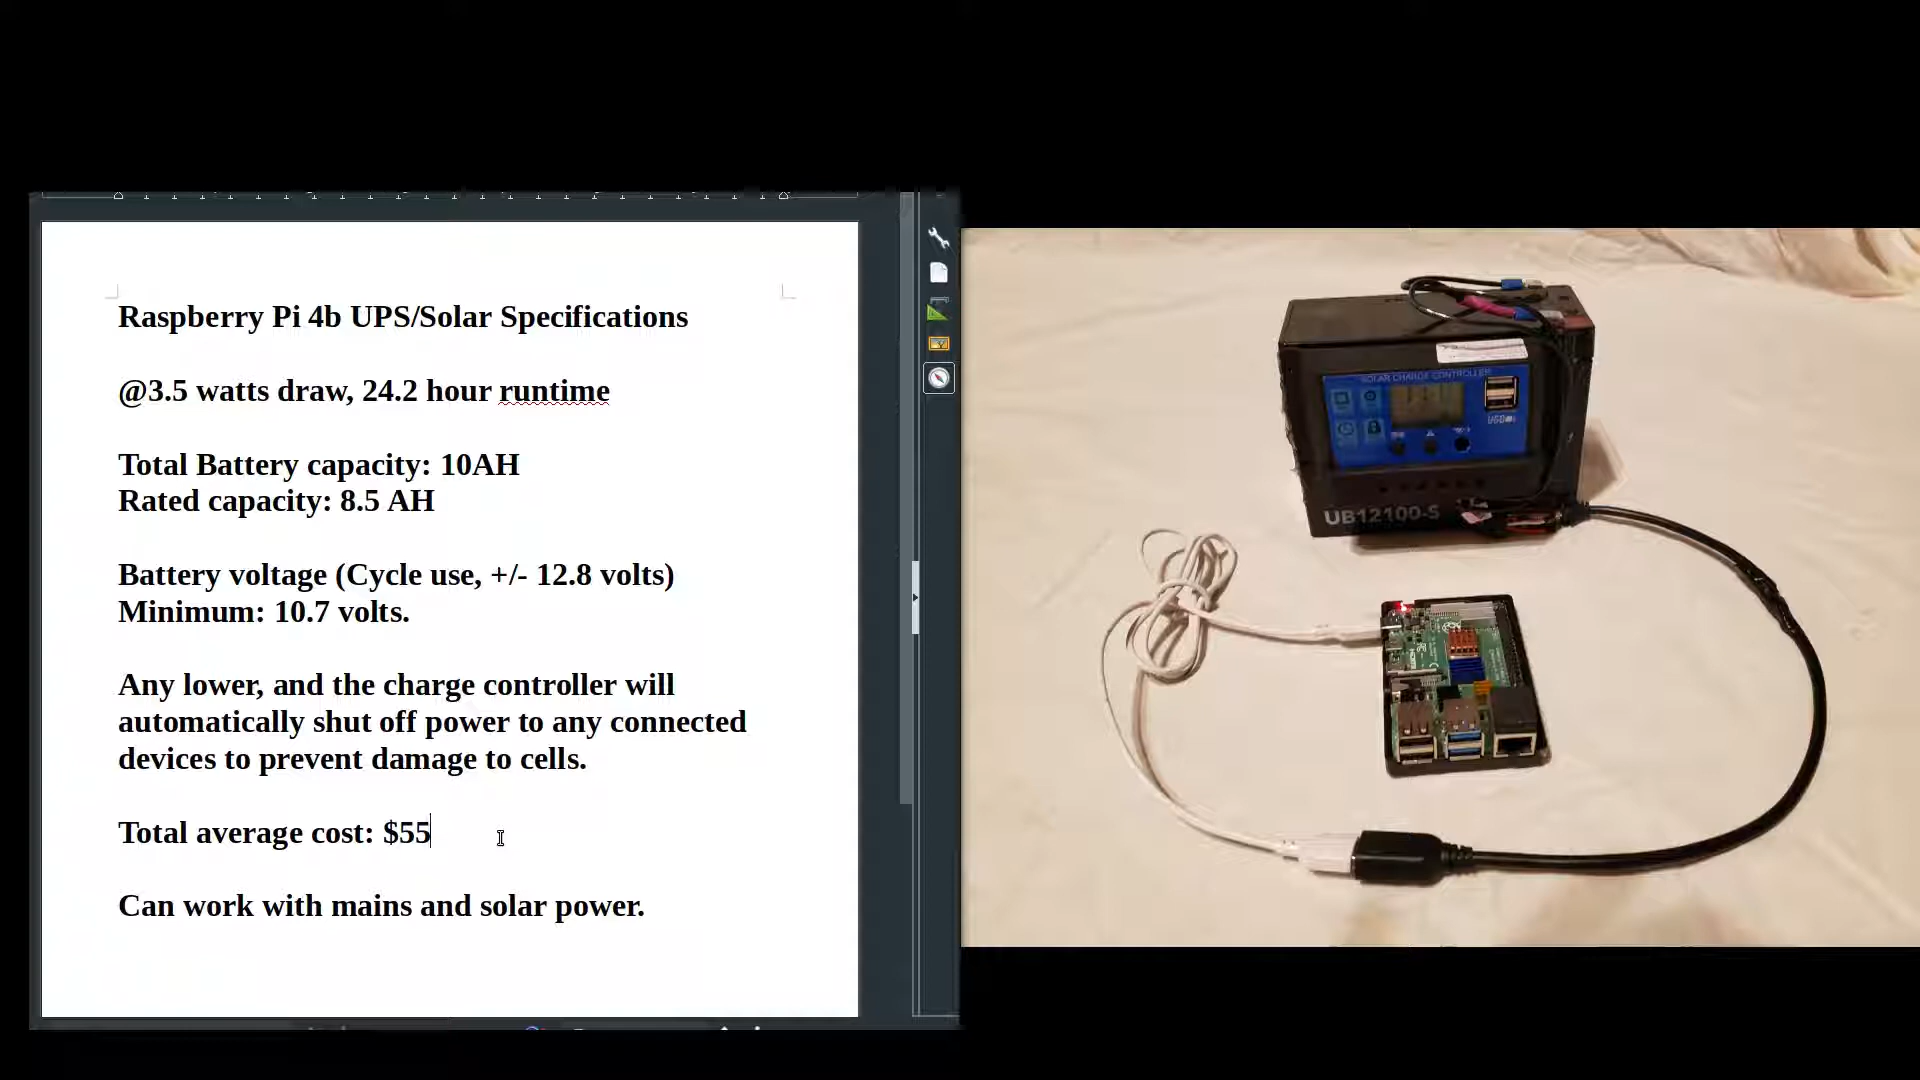 Raspberry Pi 4b UPS/Solar Specifications
@3.5 watts draw, 24.2 hour runtime
Total Battery capacity: 10AH
Rated capacity: 8.5 AH
Battery voltage (Cycle use, +/- 12.8 volts)
Minimum: 10.7 volts.
Any lower, and the charge controller will
automatically shut off power to any connected
devices to prevent damage to cells.
Total average cost: $55
Can work with mains and solar power.
SOLAR CHARGE CONTROLLER
UB12100-S